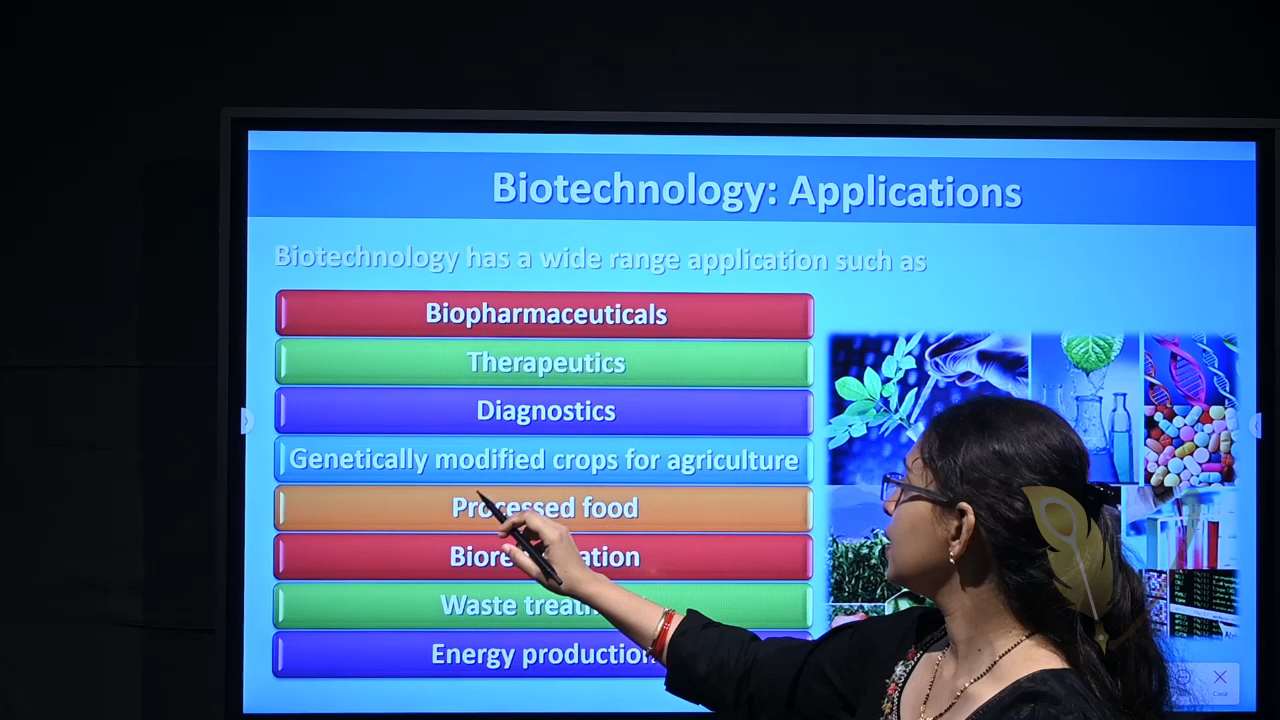 Biotechnology: Applications
Biotechnology has a wide range application such as
Biopharmaceuticals
Therapeutics
Diagnostics
Genetically modified crops for agriculture
Processed food
Waste
Energy production
Close